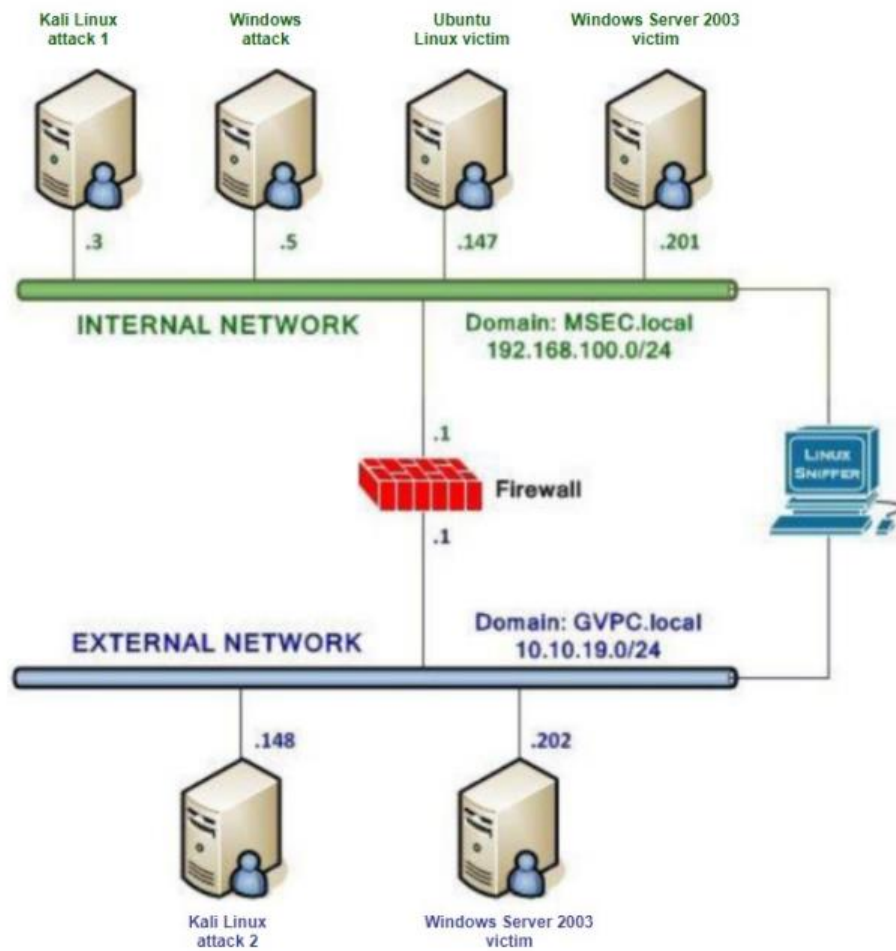 Kali Linux
attack 1
Windows
attack
Ubuntu
Linux victim
Windows Server 2003
victim
.3
.5
.147
.201
INTERNAL NETWORK
Domain: MSEC.local
192.168.100.0/24
.1
Firewall
LINUX
SNIFFER
.1
EXTERNAL NETWORK
Domain: GVPC.local
10.10.19.0/24
.148
.202
Kali Linux
attack 2
Windows Server 2003
victim